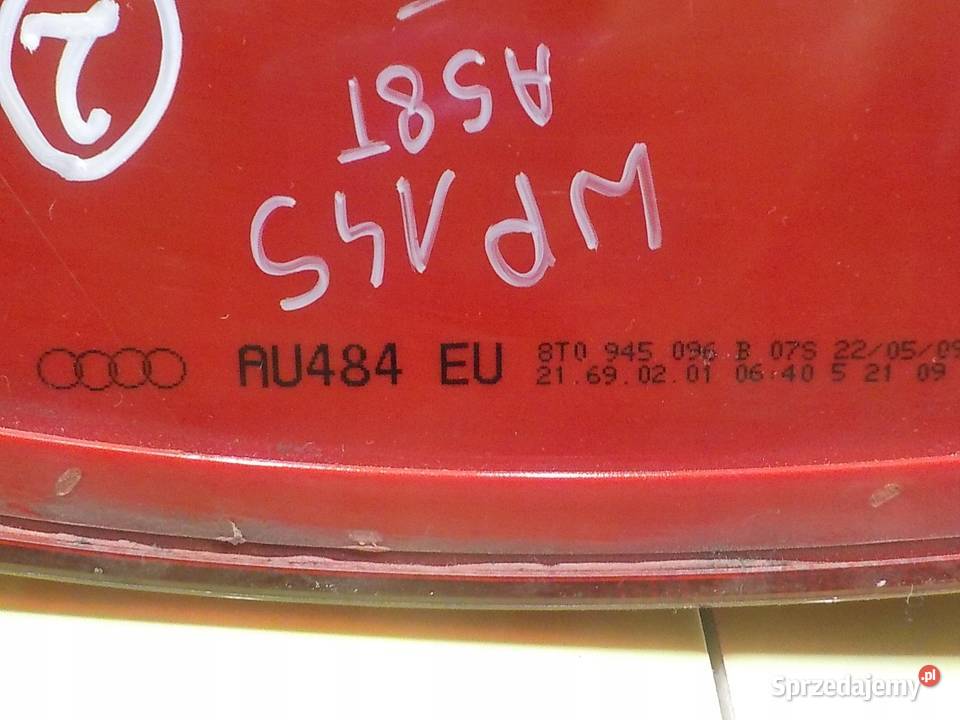 2
A58T
WP145
AU484 EU
8T0 945 096 B 07S 22/05/09
21.69.02.01 06:40 5 21 09
Sprzedajemy.pl